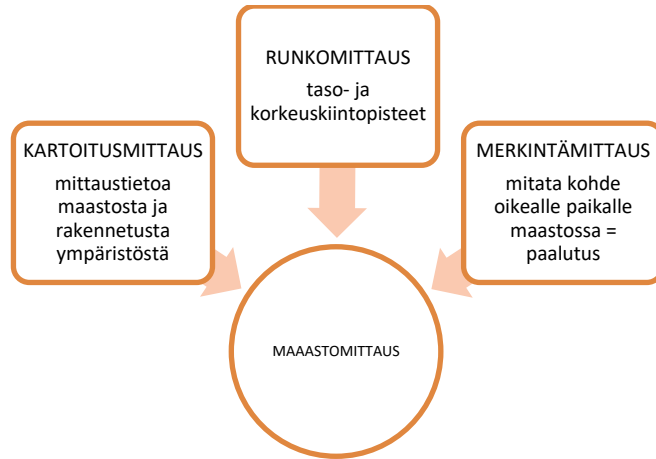 RUNKOMITTAUS
taso- ja
korkeuskiintopisteet
KARTOITUSMITTAUS
mittaustietoa
maastosta ja
rakennetusta
ympäristöstä
MERKINTÄMITTAUS
mitata kohde
oikealle paikalle
maastossa =
paalutus
MAAASTOMITTAUS